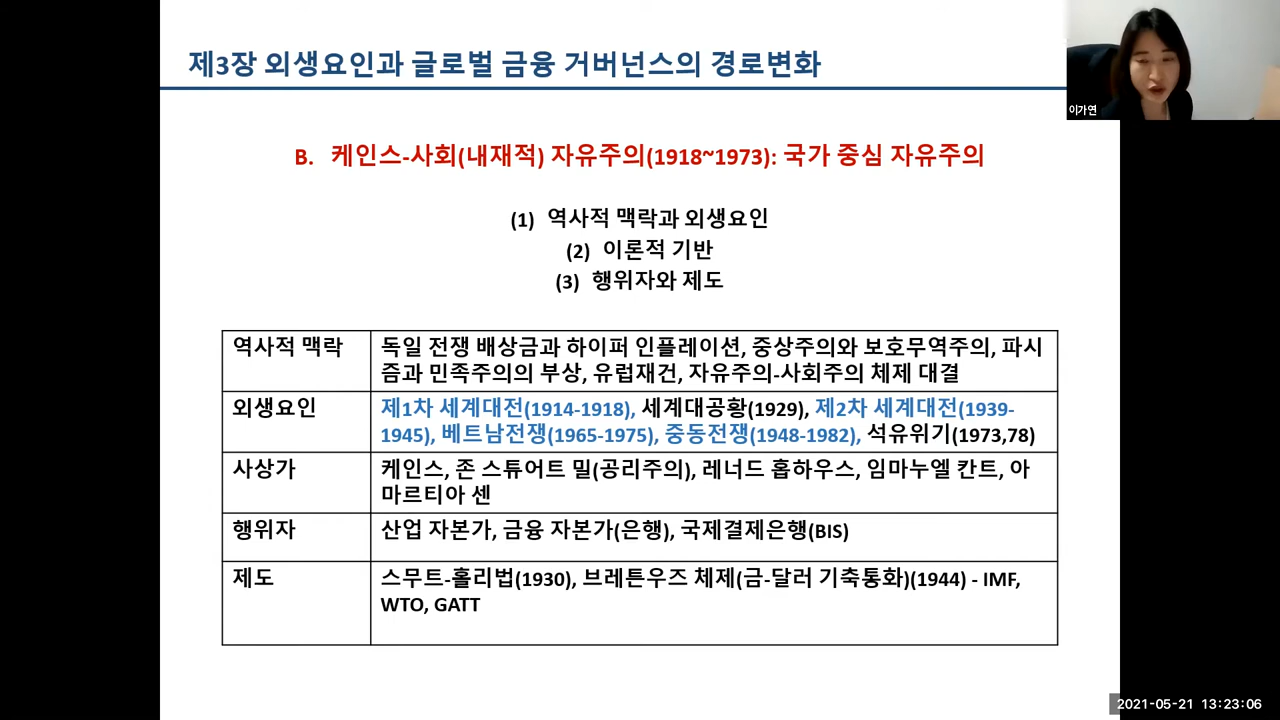 제3장 외생요인과 글로벌 금융 거버넌스의 경로변화
이가연
B. 케인스-사회(내재적) 자유주의(1918~1973): 국가 중심 자유주의
(1) 역사적 맥락과 외생요인
(2) 이론적 기반
(3) 행위자와 제도
역사적 맥락
독일 전쟁 배상금과 하이퍼 인플레이션, 중상주의와 보호무역주의, 파시
즘과 민족주의의 부상, 유럽재건, 자유주의-사회주의 체제 대결
외생요인
제1차 세계대전(1914-1918), 세계대공황(1929), 제2차 세계대전(1939-
1945), 베트남전쟁(1965-1975), 중동전쟁(1948-1982), 석유위기(1973,78)
사상가
케인스, 존 스튜어트 밀(공리주의), 레너드 홉하우스, 임마누엘 칸트, 아
마르티아 센
행위자
산업 자본가, 금융 자본가(은행), 국제결제은행(BIS)
제도
스무트-홀리법(1930), 브레튼우즈 체제(금-달러 기축통화)(1944) - IMF,
WTO, GATT
2021-05-21 13:23:06